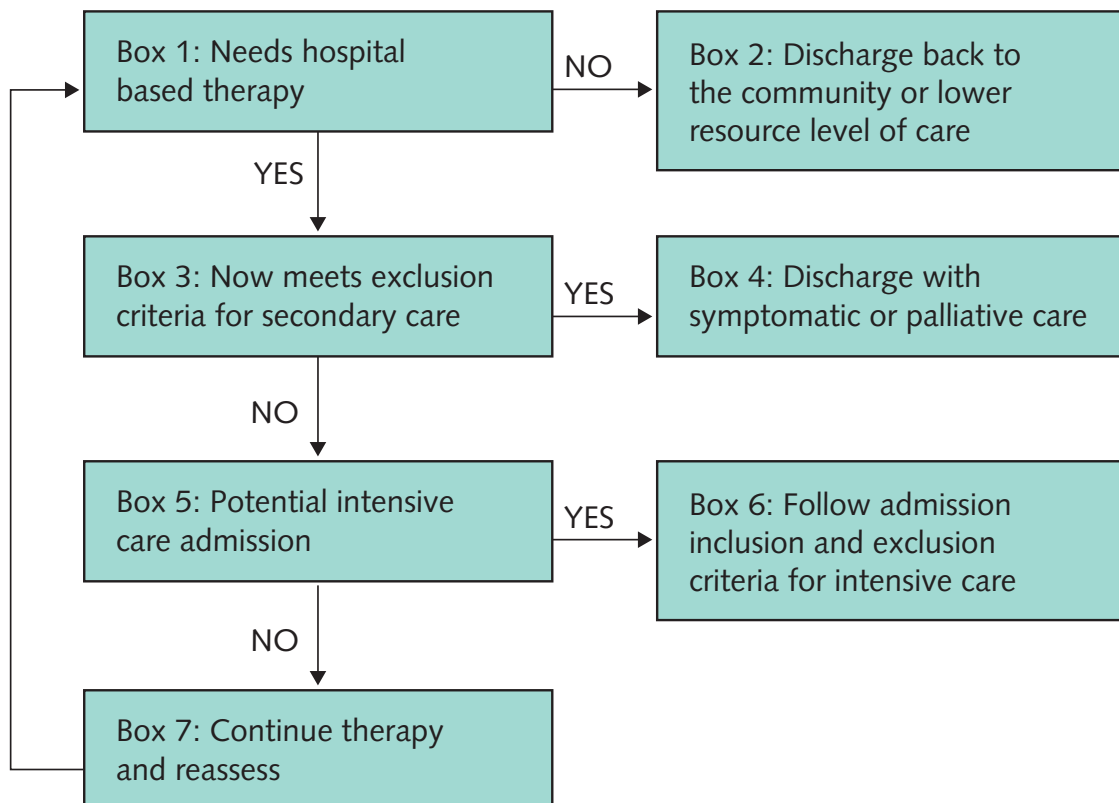 Box 1: Needs hospital
based therapy
NO
Box 2: Discharge back to
the community or lower
resource level of care
YES
Box 3: Now meets exclusion
criteria for secondary care
YES
Box 4: Discharge with
symptomatic or palliative care
NO
Box 5: Potential intensive
care admission
YES
Box 6: Follow admission
inclusion and exclusion
criteria for intensive care
NO
Box 7: Continue therapy
and reassess